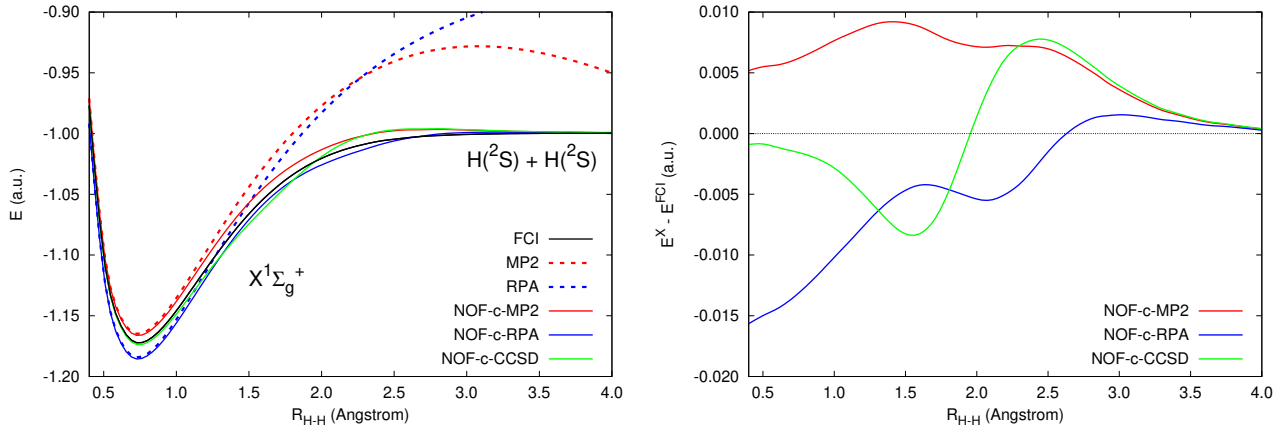 E (a.u.)
-0.90
-0.95
-1.00
-1.05
-1.10
-1.15
-1.20
H(²S) + H(²S)
X¹Σg⁺
FCI
MP2
RPA
NOF-c-MP2
NOF-c-RPA
NOF-c-CCSD
0.5 1.0 1.5 2.0 2.5 3.0 3.5 4.0
R_H-H (Angstrom)
E^X - E^FCI (a.u.)
0.010
0.005
0.000
-0.005
-0.010
-0.015
-0.020
NOF-c-MP2
NOF-c-RPA
NOF-c-CCSD
0.5 1.0 1.5 2.0 2.5 3.0 3.5 4.0
R_H-H (Angstrom)